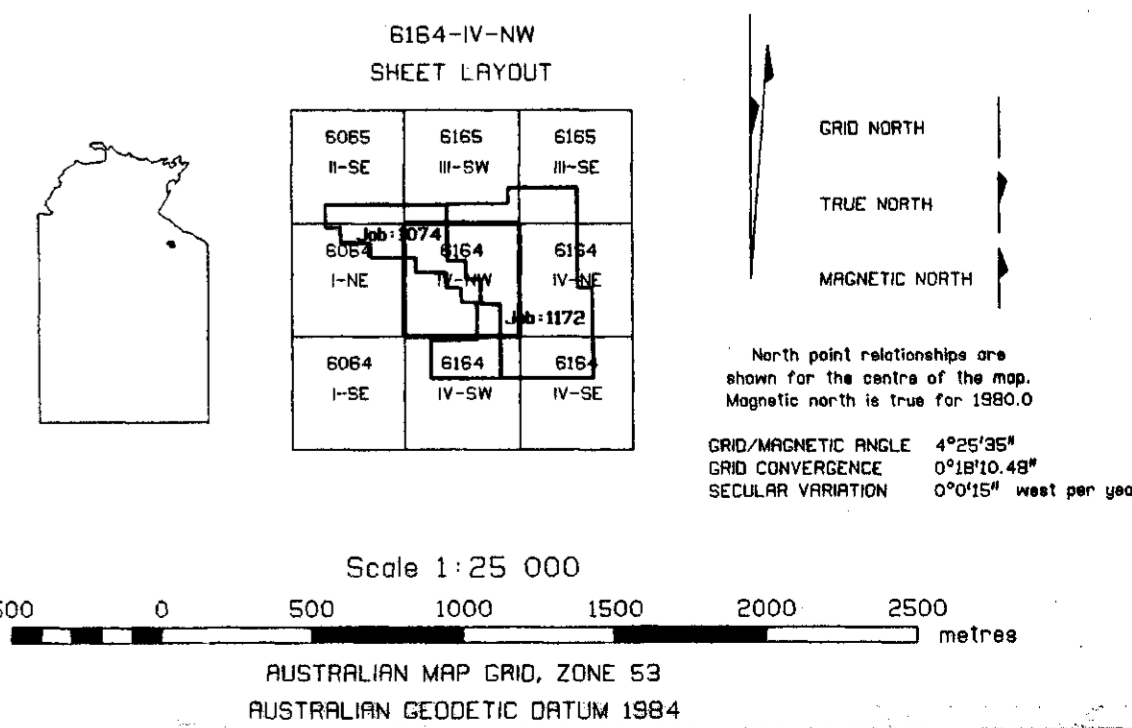 6164-IV-NW
SHEET LAYOUT
6065
II-SE
6165
III-SW
6165
III-SE
Job:1074
6064
I-NE
6164
IV-NW
6164
IV-NE
Job:1172
6064
I-SE
6164
IV-SW
6164
IV-SE
GRID NORTH
TRUE NORTH
MAGNETIC NORTH
North point relationships are
shown for the centre of the map.
Magnetic north is true for 1980.0
GRID/MAGNETIC ANGLE 4°25'35"
GRID CONVERGENCE 0°18'10.48"
SECULAR VARIATION 0°0'15" west per yea
Scale 1:25 000
500 0 500 1000 1500 2000 2500 metres
AUSTRALIAN MAP GRID, ZONE 53
AUSTRALIAN GEODETIC DATUM 1984